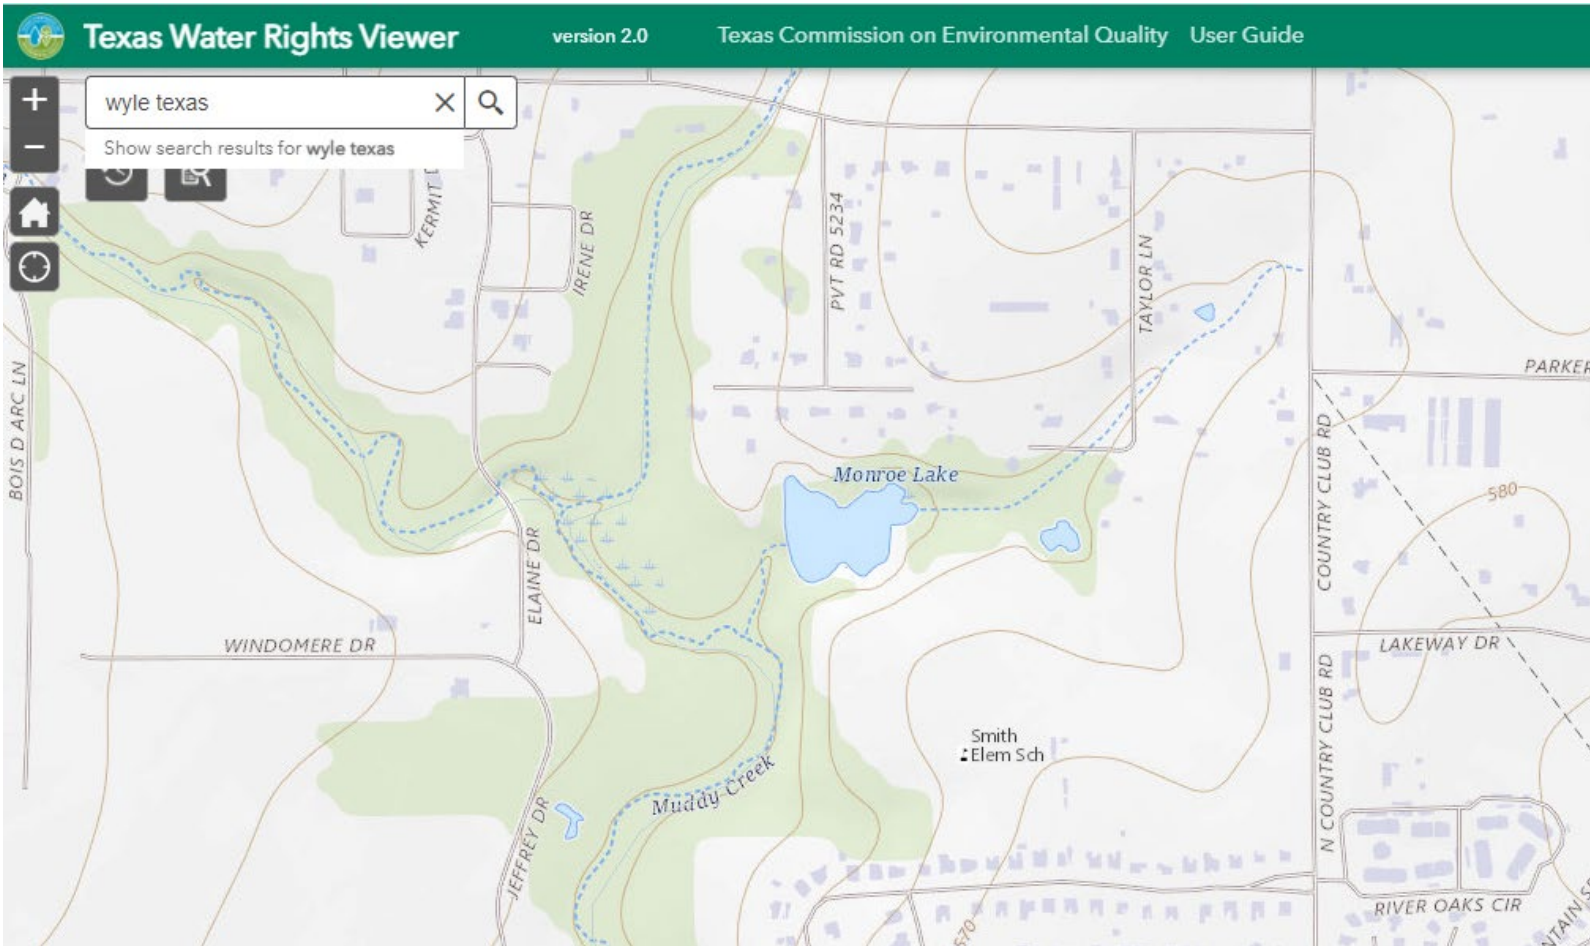 Texas Water Rights Viewer
version 2.0
Texas Commission on Environmental Quality
User Guide
wyle texas
Show search results for wyle texas
IRENE DR
PVT RD 5234
TAYLOR LN
BOIS D ARC LN
Monroe Lake
COUNTRY CLUB RD
580
ELAINE DR
WINDOMERE DR
LAKEWAY DR
N COUNTRY CLUB RD
Smith
Elem Sch
Muddy Creek
JEFFREY DR
RIVER OAKS CIR
570
PARKER
KERMIT